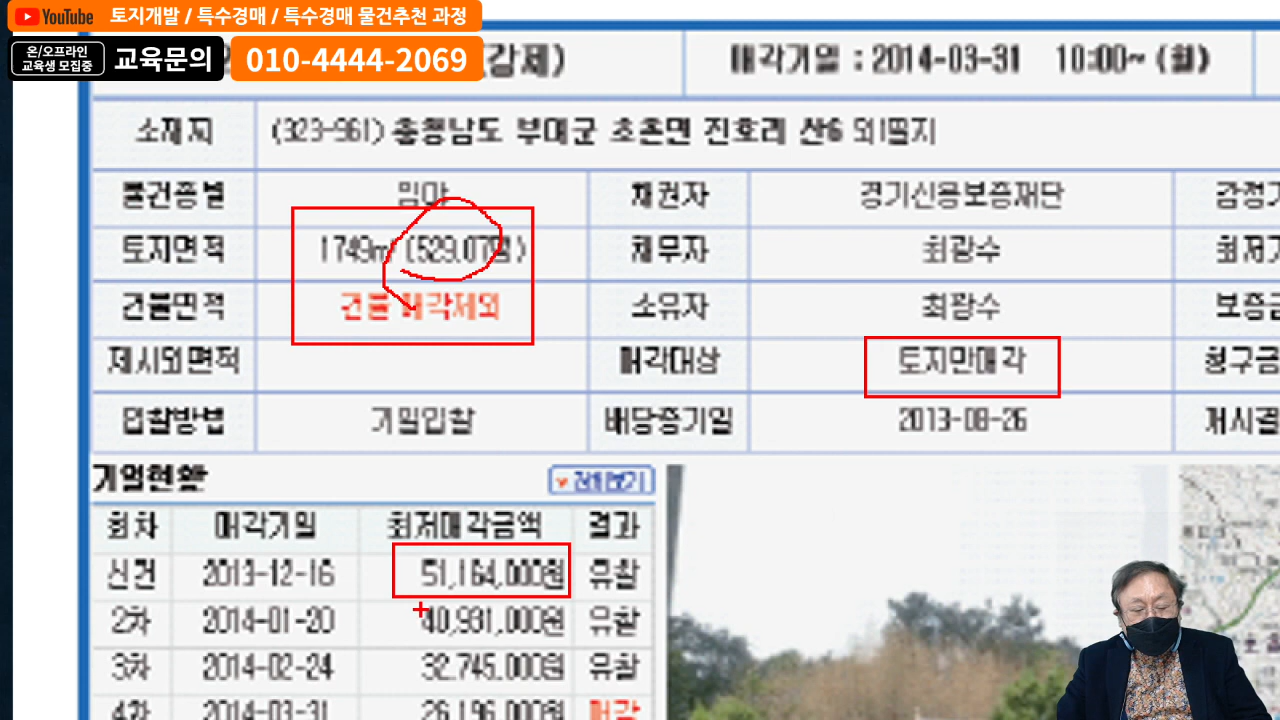 YouTube 토지개발 / 특수경매 / 특수경매 물건추천 과정
온/오프라인
교육생 모집중
교육문의 010-4444-2069
(강제) 매각기일 : 2014-03-31 10:00~ (월)
소재지 (323-961) 충청남도 부여군 초촌면 진호리 산6 외1필지
물건종별 임야 채권자 경기신용보증재단
토지면적 1749㎡ (529.07평) 채무자 최광수
건물면적 건물 매각제외 소유자 최광수 보증금
제시외면적 매각대상 토지만매각 청구금
입찰방법 기일입찰 배당종기일 2013-08-26
기일현황
회차 매각기일 최저매각금액 결과
신건 2013-12-16 51,164,000원 유찰
2차 2014-01-20 40,931,000원 유찰
3차 2014-02-24 32,745,000원 유찰
4차 2014-03-31 26,196,000원 매각